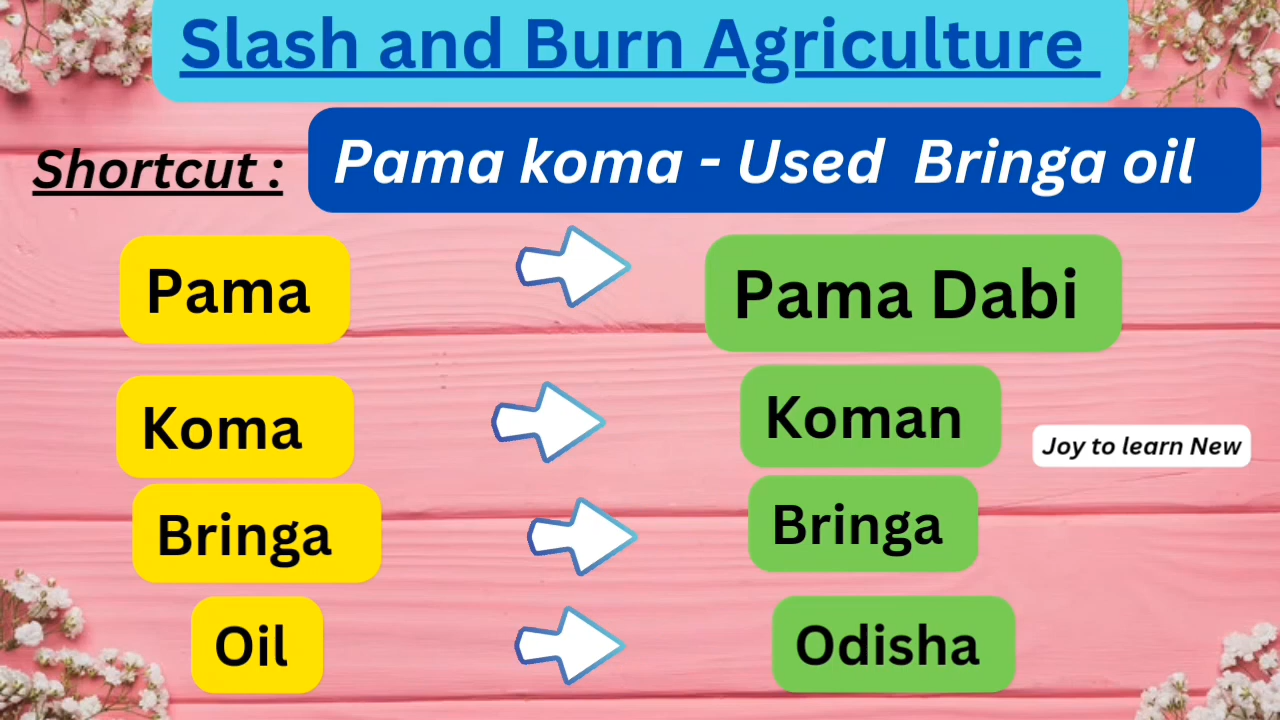 Slash and Burn Agriculture
Shortcut :
Pama koma - Used Bringa oil
Pama
Pama Dabi
Koma
Koman
Joy to learn New
Bringa
Bringa
Oil
Odisha